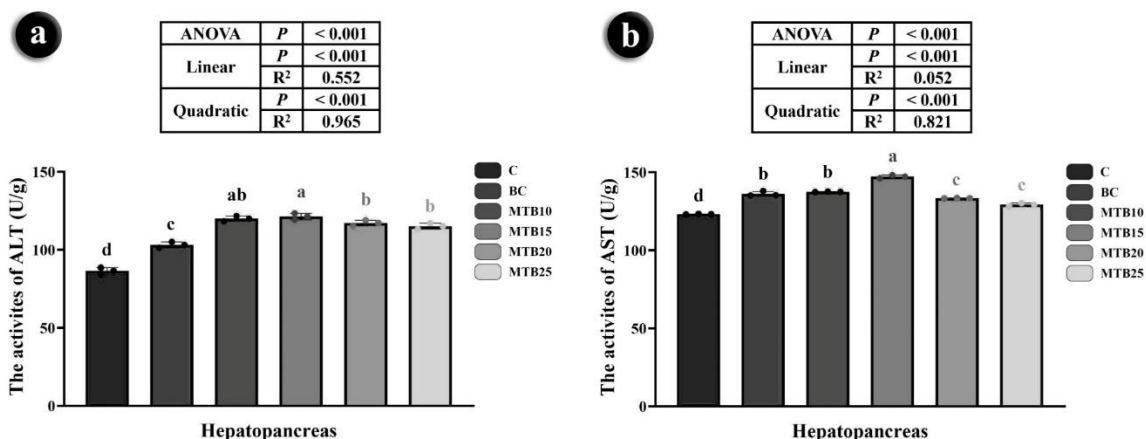 a
ANOVA P < 0.001
Linear P < 0.001
R² 0.552
Quadratic P < 0.001
R² 0.965
The activites of ALT (U/g)
150
100
50
0
d
c
ab
a
b
b
C
BC
MTB10
MTB15
MTB20
MTB25
Hepatopancreas
b
ANOVA P < 0.001
Linear P < 0.001
R² 0.052
Quadratic P < 0.001
R² 0.821
The activites of AST (U/g)
150
100
50
0
d
b
b
a
c
c
C
BC
MTB10
MTB15
MTB20
MTB25
Hepatopancreas